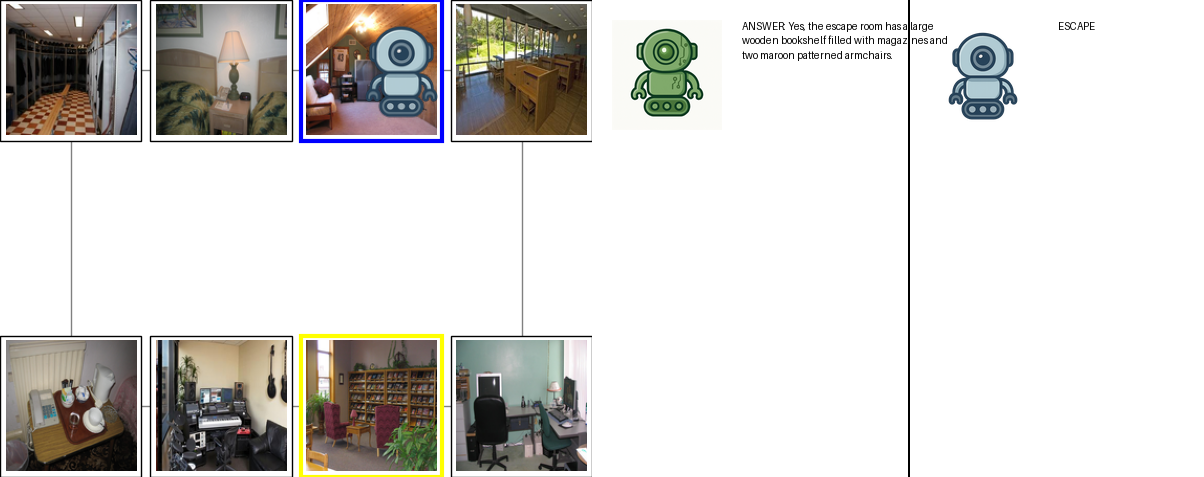 ANSWER: Yes, the escape room has a large
wooden bookshelf filled with magazines and
two maroon patterned armchairs.
ESCAPE